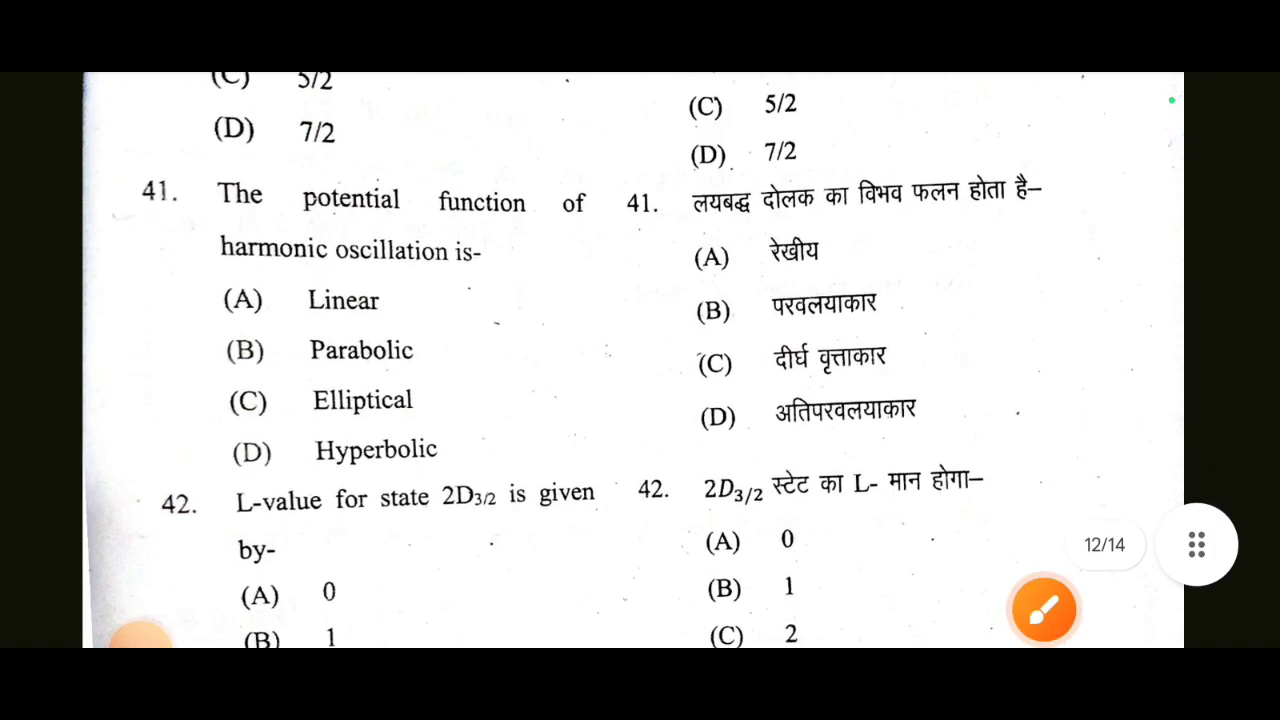 (C) 5/2
(D) 7/2
41. The potential function of
harmonic oscillation is-
(A) Linear
(B) Parabolic
(C) Elliptical
(D) Hyperbolic
42. L-value for state 2D3/2 is given
by-
(A) 0
(B) 1
(C) 5/2
(D) 7/2
41. लयबद्ध दोलक का विभव फलन होता है–
(A) रेखीय
(B) परवलयाकार
(C) दीर्घ वृत्ताकार
(D) अतिपरवलयाकार
42. 2D3/2 स्टेट का L- मान होगा–
(A) 0
(B) 1
(C) 2
12/14